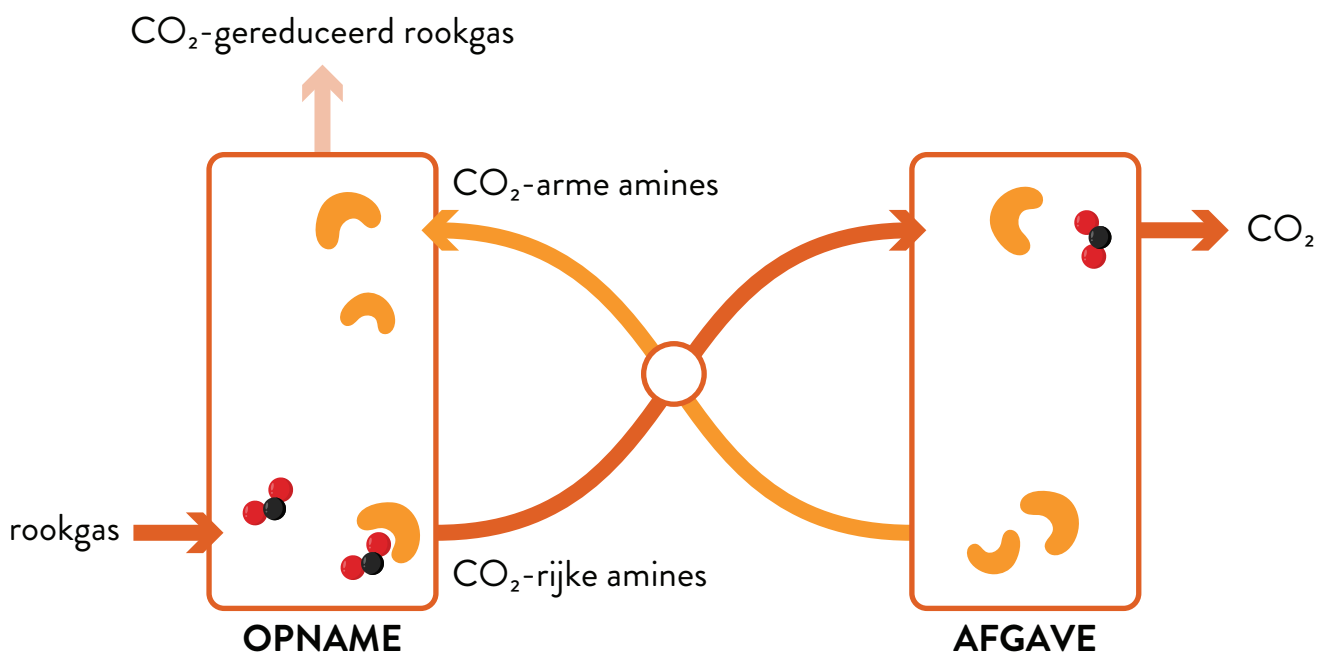 CO₂-gereduceerd rookgas
CO₂-arme amines
CO₂
rookgas
CO₂-rijke amines
OPNAME
AFGAVE